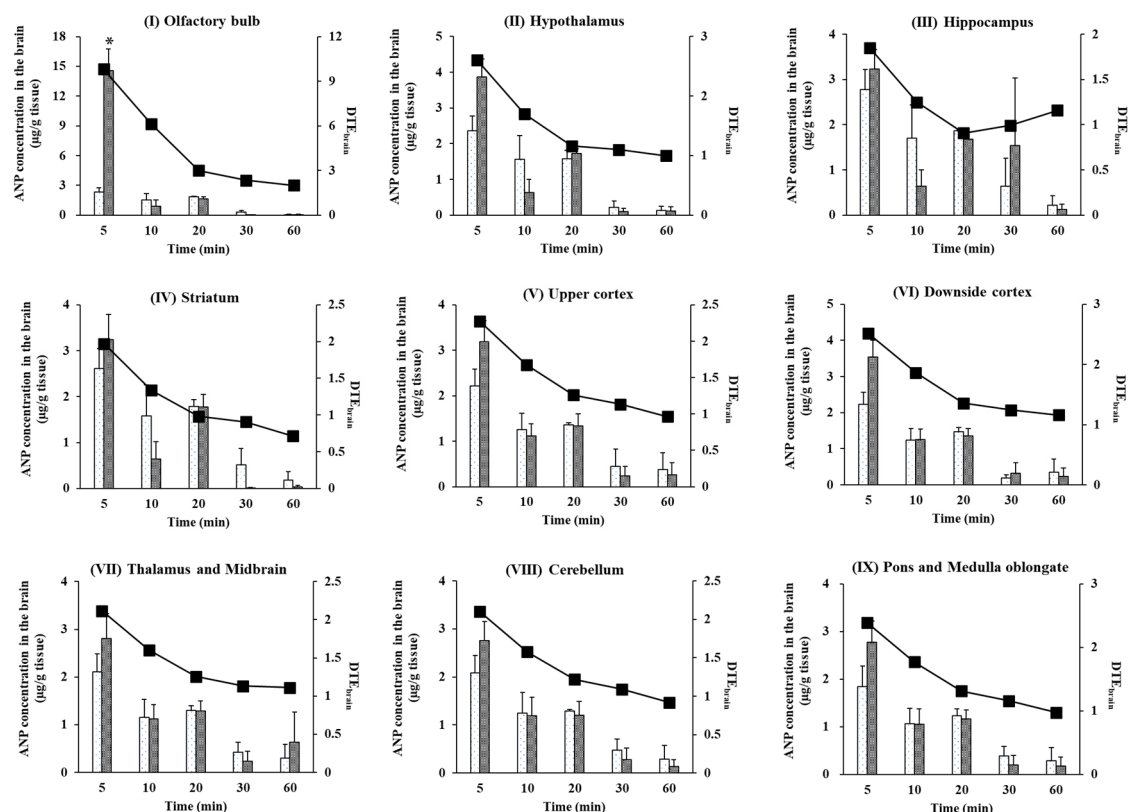 (I) Olfactory bulb
ANP concentration in the brain
(µg/g tissue)
18
15
12
9
6
3
0
*
12
9
6
3
0
DTEbrain
5 10 20 30 60
Time (min)
(II) Hypothalamus
ANP concentration in the brain
(µg/g tissue)
5
4
3
2
1
0
3
2
1
0
DTEbrain
5 10 20 30 60
Time (min)
(III) Hippocampus
ANP concentration in the brain
(µg/g tissue)
4
3
2
1
0
2
1.5
1
0.5
0
DTEbrain
5 10 20 30 60
Time (min)
(IV) Striatum
ANP concentration in the brain
(µg/g tissue)
4
3
2
1
0
2.5
2
1.5
1
0.5
0
DTEbrain
5 10 20 30 60
Time (min)
(V) Upper cortex
ANP concentration in the brain
(µg/g tissue)
4
3
2
1
0
2.5
2
1.5
1
0.5
0
DTEbrain
5 10 20 30 60
Time (min)
(VI) Downside cortex
ANP concentration in the brain
(µg/g tissue)
5
4
3
2
1
0
3
2
1
0
DTEbrain
5 10 20 30 60
Time (min)
(VII) Thalamus and Midbrain
ANP concentration in the brain
(µg/g tissue)
4
3
2
1
0
2.5
2
1.5
1
0.5
0
DTEbrain
5 10 20 30 60
Time (min)
(VIII) Cerebellum
ANP concentration in the brain
(µg/g tissue)
4
3
2
1
0
2.5
2
1.5
1
0.5
0
DTEbrain
5 10 20 30 60
Time (min)
(IX) Pons and Medulla oblongate
ANP concentration in the brain
(µg/g tissue)
4
3
2
1
0
3
2
1
0
DTEbrain
5 10 20 30 60
Time (min)